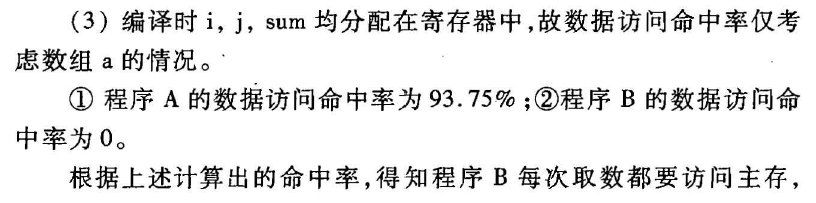 (3) 编译时 i, j, sum 均分配在寄存器中,故数据访问命中率仅考
虑数组 a 的情况。
① 程序 A 的数据访问命中率为 93.75%;②程序 B 的数据访问命
中率为 0。
根据上述计算出的命中率,得知程序 B 每次取数都要访问主存,